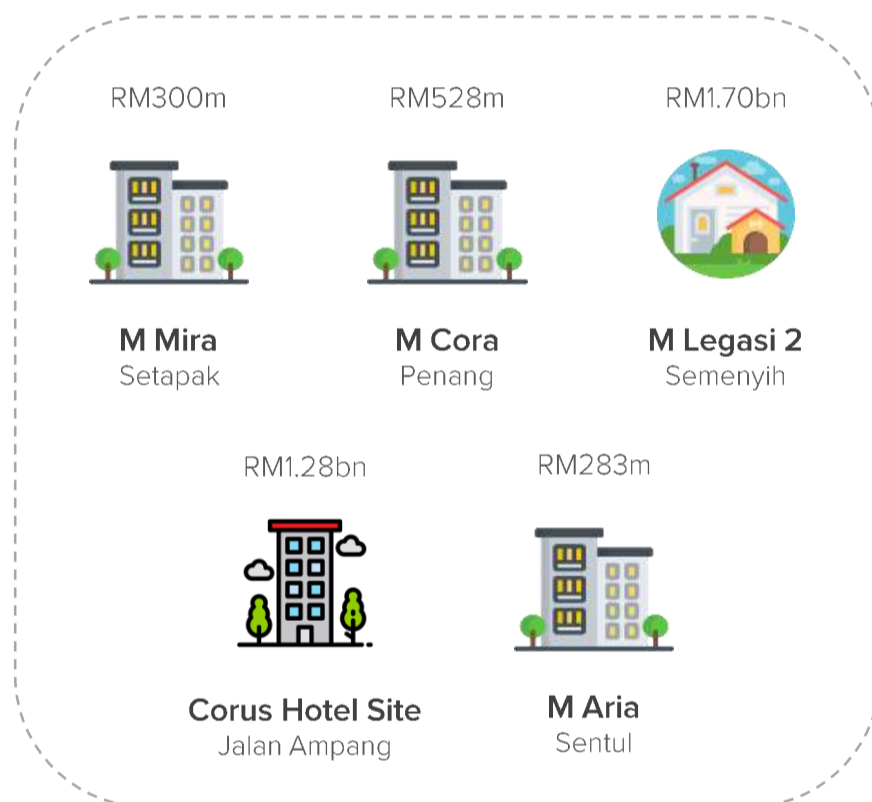 RM300m
RM528m
RM1.70bn
M Mira
M Cora
M Legasi 2
Setapak
Penang
Semenyih
RM1.28bn
RM283m
Corus Hotel Site
M Aria
Jalan Ampang
Sentul